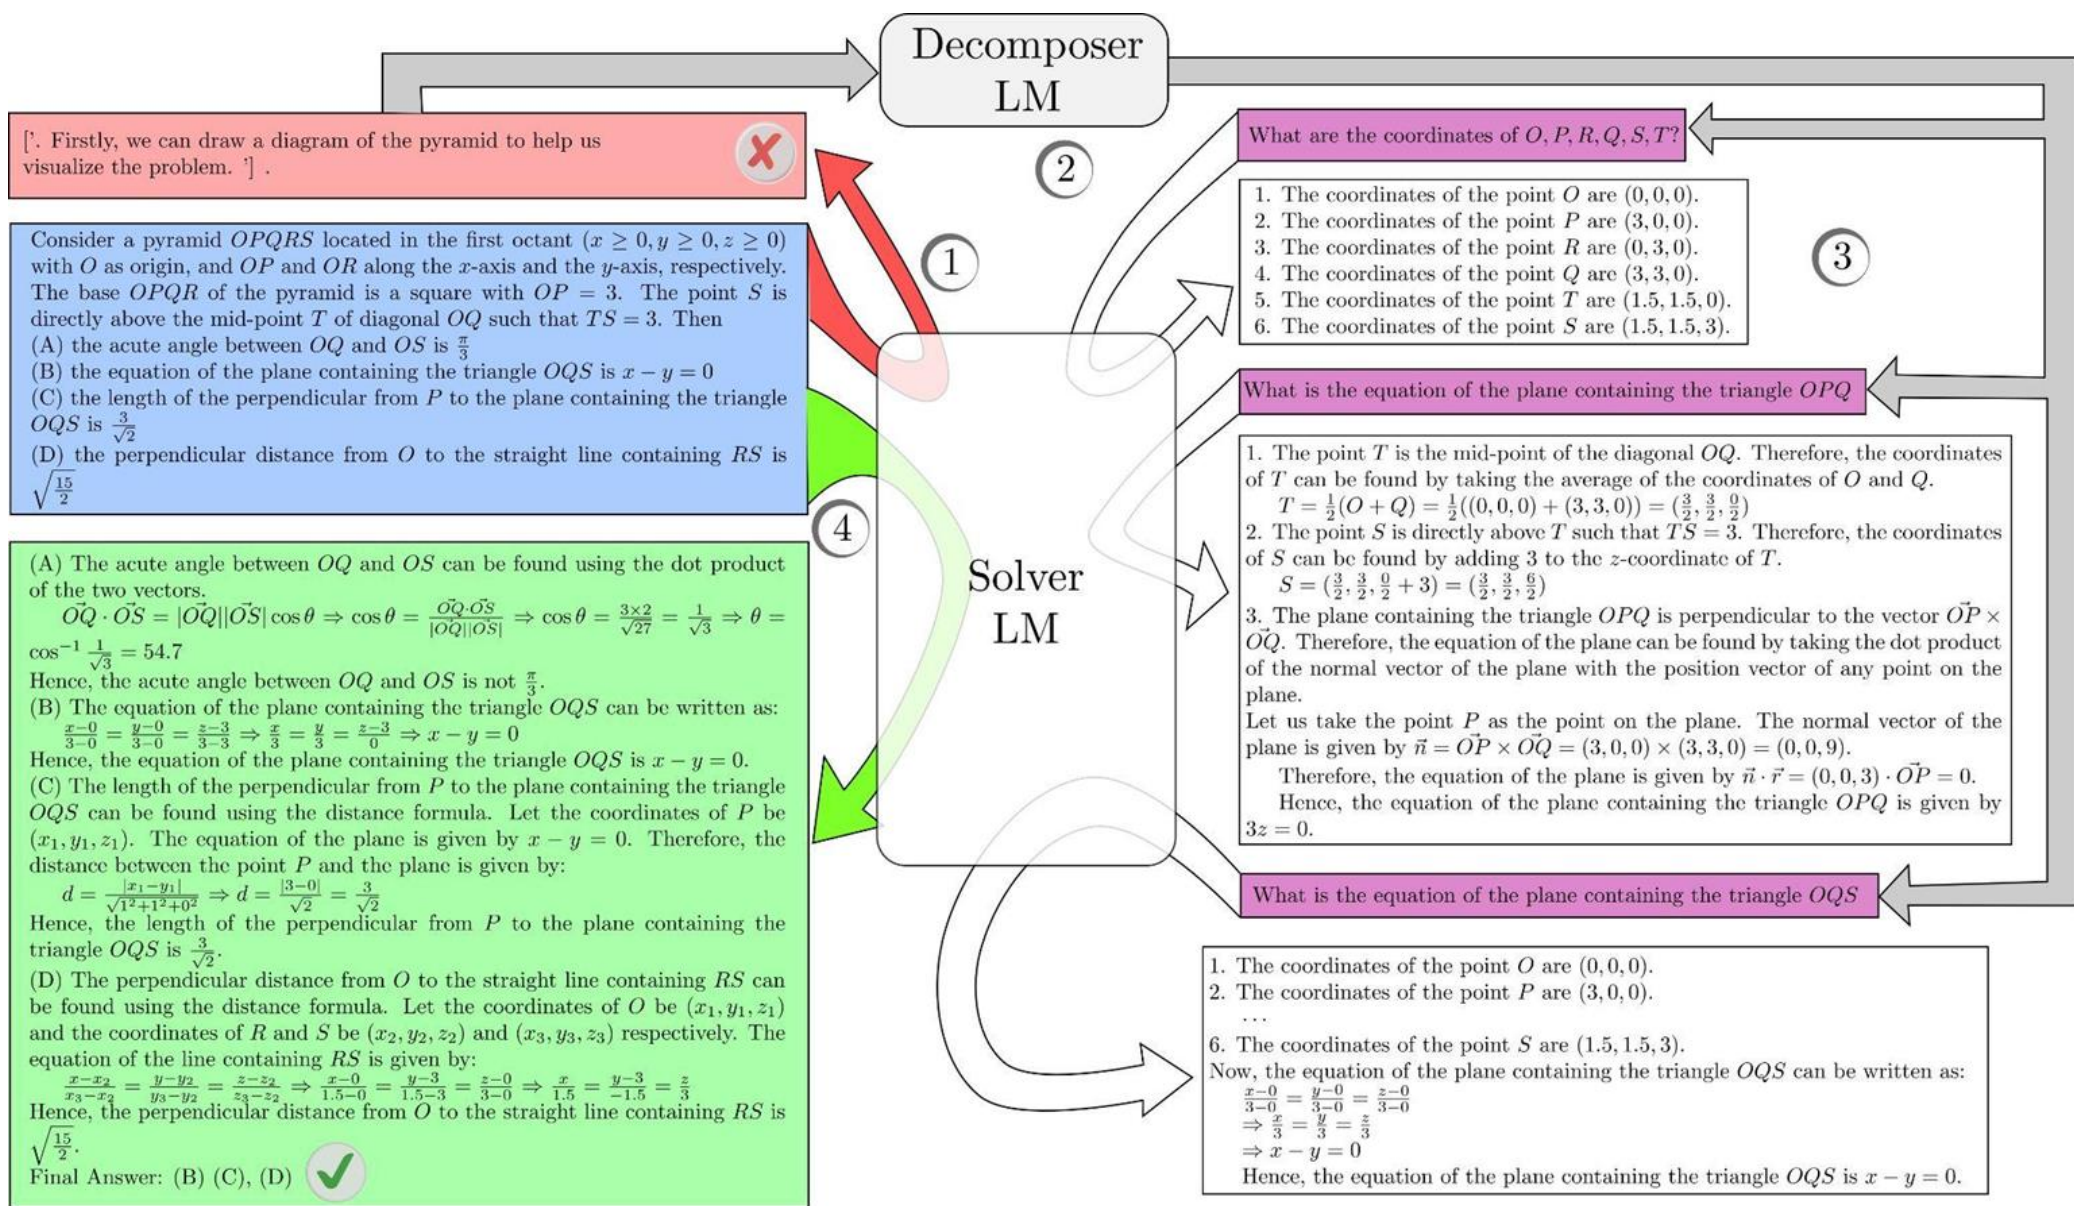 Decomposer
LM
['. Firstly, we can draw a diagram of the pyramid to help us
visualize the problem. '] .
Consider a pyramid OPQRS located in the first octant (x ≥ 0, y ≥ 0, z ≥ 0)
with O as origin, and OP and OR along the x-axis and the y-axis, respectively.
The base OPQR of the pyramid is a square with OP = 3. The point S is
directly above the mid-point T of diagonal OQ such that TS = 3. Then
(A) the acute angle between OQ and OS is π/3
(B) the equation of the plane containing the triangle OQS is x − y = 0
(C) the length of the perpendicular from P to the plane containing the triangle
OQS is 3/√2
(D) the perpendicular distance from O to the straight line containing RS is
√(15/2)
(A) The acute angle between OQ and OS can be found using the dot product
of the two vectors.
O⃗Q · O⃗S = |O⃗Q||O⃗S| cos θ ⇒ cos θ = O⃗Q·O⃗S/|O⃗Q||O⃗S| ⇒ cos θ = 3×2/√27 = 1/√3 ⇒ θ =
cos⁻¹ 1/√3 = 54.7
Hence, the acute angle between OQ and OS is not π/3.
(B) The equation of the plane containing the triangle OQS can be written as:
x−0/3−0 = y−0/3−0 = z−3/3−3 ⇒ x/3 = y/3 = z−3/0 ⇒ x − y = 0
Hence, the equation of the plane containing the triangle OQS is x − y = 0.
(C) The length of the perpendicular from P to the plane containing the triangle
OQS can be found using the distance formula. Let the coordinates of P be
(x₁, y₁, z₁). The equation of the plane is given by x − y = 0. Therefore, the
distance between the point P and the plane is given by:
d = |x₁−y₁|/√(1²+1²+0²) ⇒ d = |3−0|/√2 = 3/√2
Hence, the length of the perpendicular from P to the plane containing the
triangle OQS is 3/√2.
(D) The perpendicular distance from O to the straight line containing RS can
be found using the distance formula. Let the coordinates of O be (x₁, y₁, z₁)
and the coordinates of R and S be (x₂, y₂, z₂) and (x₃, y₃, z₃) respectively. The
equation of the line containing RS is given by:
x−x₂/x₃−x₂ = y−y₂/y₃−y₂ = z−z₂/z₃−z₂ ⇒ x−0/1.5−0 = y−3/1.5−3 = z−0/3−0 ⇒ x/1.5 = y−3/−1.5 = z/3
Hence, the perpendicular distance from O to the straight line containing RS is
√(15/2).
Final Answer: (B) (C), (D)
1
2
3
4
Solver
LM
What are the coordinates of O, P, R, Q, S, T?
1. The coordinates of the point O are (0, 0, 0).
2. The coordinates of the point P are (3, 0, 0).
3. The coordinates of the point R are (0, 3, 0).
4. The coordinates of the point Q are (3, 3, 0).
5. The coordinates of the point T are (1.5, 1.5, 0).
6. The coordinates of the point S are (1.5, 1.5, 3).
What is the equation of the plane containing the triangle OPQ
1. The point T is the mid-point of the diagonal OQ. Therefore, the coordinates
of T can be found by taking the average of the coordinates of O and Q.
T = 1/2(O + Q) = 1/2((0, 0, 0) + (3, 3, 0)) = (3/2, 3/2, 0/2)
2. The point S is directly above T such that TS = 3. Therefore, the coordinates
of S can be found by adding 3 to the z-coordinate of T.
S = (3/2, 3/2, 0/2 + 3) = (3/2, 3/2, 6/2)
3. The plane containing the triangle OPQ is perpendicular to the vector O⃗P ×
O⃗Q. Therefore, the equation of the plane can be found by taking the dot product
of the normal vector of the plane with the position vector of any point on the
plane.
Let us take the point P as the point on the plane. The normal vector of the
plane is given by n⃗ = O⃗P × O⃗Q = (3, 0, 0) × (3, 3, 0) = (0, 0, 9).
Therefore, the equation of the plane is given by n⃗ · r⃗ = (0, 0, 3) · O⃗P = 0.
Hence, the equation of the plane containing the triangle OPQ is given by
3z = 0.
What is the equation of the plane containing the triangle OQS
1. The coordinates of the point O are (0, 0, 0).
2. The coordinates of the point P are (3, 0, 0).
...
6. The coordinates of the point S are (1.5, 1.5, 3).
Now, the equation of the plane containing the triangle OQS can be written as:
x−0/3−0 = y−0/3−0 = z−0/3−0
⇒ x/3 = y/3 = z/3
⇒ x − y = 0
Hence, the equation of the plane containing the triangle OQS is x − y = 0.